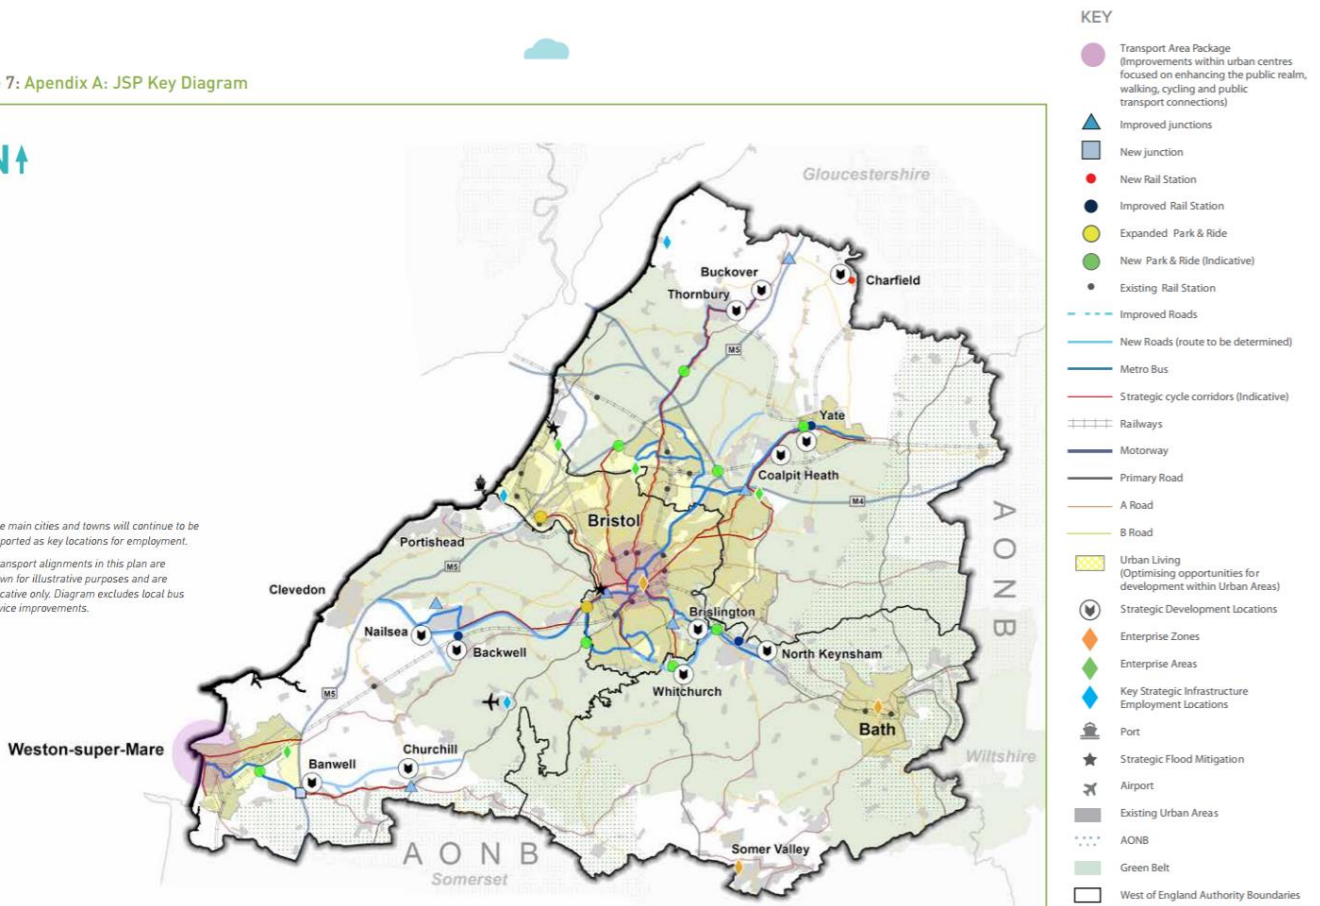 7: Apendix A: JSP Key Diagram
N
Gloucestershire
Buckover
Thornbury
Charfield
M5
Yate
Coalpit Heath
M4
Bristol
Portishead
M5
Clevedon
Nailsea
Backwell
Brislington
North Keynsham
Whitchurch
M5
Bath
Weston-super-Mare
Churchill
Banwell
Wiltshire
AONB
AONB
Somerset
Somer Valley
e main cities and towns will continue to be
ported as key locations for employment.
ansport alignments in this plan are
wn for illustrative purposes and are
cative only. Diagram excludes local bus
vice improvements.
KEY
Transport Area Package
(Improvements within urban centres
focused on enhancing the public realm,
walking, cycling and public
transport connections)
Improved junctions
New junction
New Rail Station
Improved Rail Station
Expanded Park & Ride
New Park & Ride (Indicative)
Existing Rail Station
Improved Roads
New Roads (route to be determined)
Metro Bus
Strategic cycle corridors (Indicative)
Railways
Motorway
Primary Road
A Road
B Road
Urban Living
(Optimising opportunities for
development within Urban Areas)
Strategic Development Locations
Enterprise Zones
Enterprise Areas
Key Strategic Infrastructure
Employment Locations
Port
Strategic Flood Mitigation
Airport
Existing Urban Areas
AONB
Green Belt
West of England Authority Boundaries